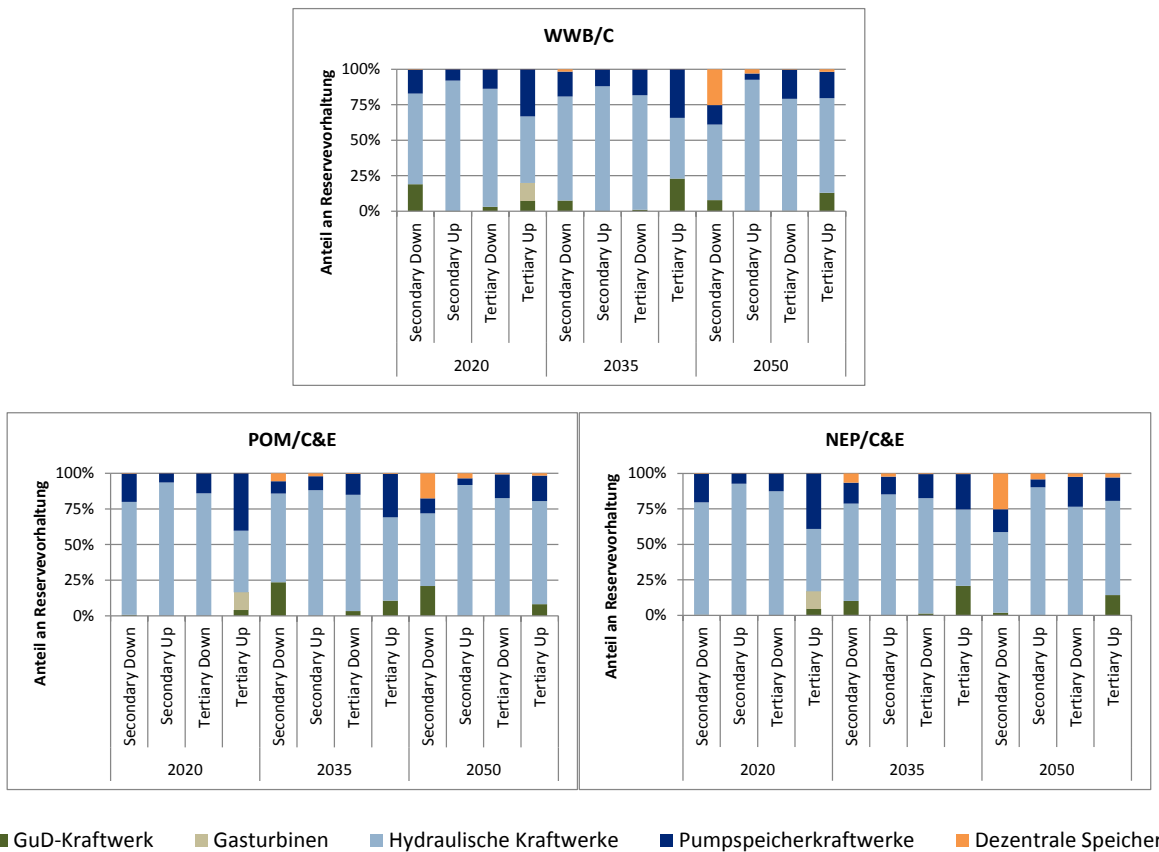 WWB/C
Anteil an Reservevorhaltung
100%
75%
50%
25%
0%
Secondary Down
Secondary Up
Tertiary Down
Tertiary Up
Secondary Down
Secondary Up
Tertiary Down
Tertiary Up
Secondary Down
Secondary Up
Tertiary Down
Tertiary Up
2020 2035 2050
POM/C&E
Anteil an Reservevorhaltung
100%
75%
50%
25%
0%
Secondary Down
Secondary Up
Tertiary Down
Tertiary Up
Secondary Down
Secondary Up
Tertiary Down
Tertiary Up
Secondary Down
Secondary Up
Tertiary Down
Tertiary Up
2020 2035 2050
NEP/C&E
Anteil an Reservevorhaltung
100%
75%
50%
25%
0%
Secondary Down
Secondary Up
Tertiary Down
Tertiary Up
Secondary Down
Secondary Up
Tertiary Down
Tertiary Up
Secondary Down
Secondary Up
Tertiary Down
Tertiary Up
2020 2035 2050
GuD-Kraftwerk Gasturbinen Hydraulische Kraftwerke Pumpspeicherkraftwerke Dezentrale Speicher